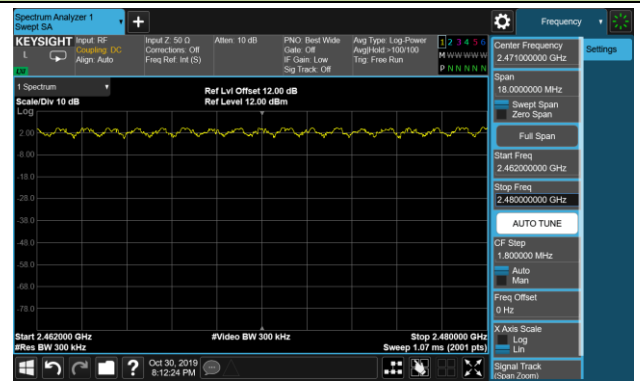 Spectrum Analyzer 1
Swept SA
Frequency
KEYSIGHT
L
Input: RF
Coupling: DC
Align: Auto
Input Z: 50 Ω
Corrections: Off
Freq Ref: Int (S)
Atten: 10 dB
PNO: Best Wide
Gate: Off
IF Gain: Low
Sig Track: Off
Avg Type: Log-Power
Avg|Hold:>100/100
Trig: Free Run
1 2 3 4 5 6
M W W W W W
P N N N N N
1 Spectrum
Scale/Div 10 dB
Ref Lvl Offset 12.00 dB
Ref Level 12.00 dBm
Log
2.00
-8.00
-18.0
-28.0
-38.0
-48.0
-58.0
-68.0
-78.0
Start 2.462000 GHz
#Res BW 300 kHz
#Video BW 300 kHz
Stop 2.480000 GHz
Sweep 1.07 ms (2001 pts)
Oct 30, 2019
8:12:24 PM
?
Center Frequency
2.471000000 GHz
Settings
Span
18.0000000 MHz
Swept Span
Zero Span
Full Span
Start Freq
2.462000000 GHz
Stop Freq
2.480000000 GHz
AUTO TUNE
CF Step
1.800000 MHz
Auto
Man
Freq Offset
0 Hz
X Axis Scale
Log
Lin
Signal Track
(Span Zoom)